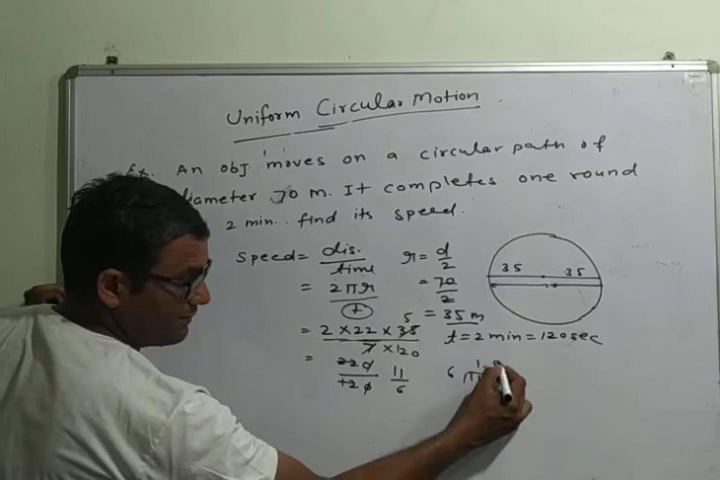 Uniform Circular Motion
Ex. An obj. moves on a circular path of
diameter 70 m. It completes one round
2 min. find its speed.
Speed = dis. / time
= 2πr / t
= 2 × 22 × 35 / 7 × 120
5
= 220 / 120 11 / 6
r = d / 2
= 70 / 2
= 35 m
t = 2 min = 120 sec
6
35 35